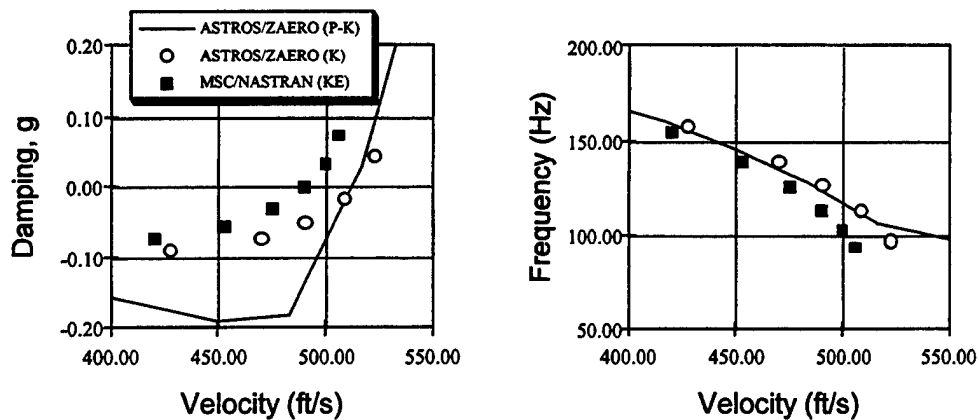 ASTROS/ZAERO (P-K)
ASTROS/ZAERO (K)
MSC/NASTRAN (KE)
Damping, g
0.20
0.10
0.00
-0.10
-0.20
400.00 450.00 500.00 550.00
Velocity (ft/s)
Frequency (Hz)
200.00
150.00
100.00
50.00
400.00 450.00 500.00 550.00
Velocity (ft/s)